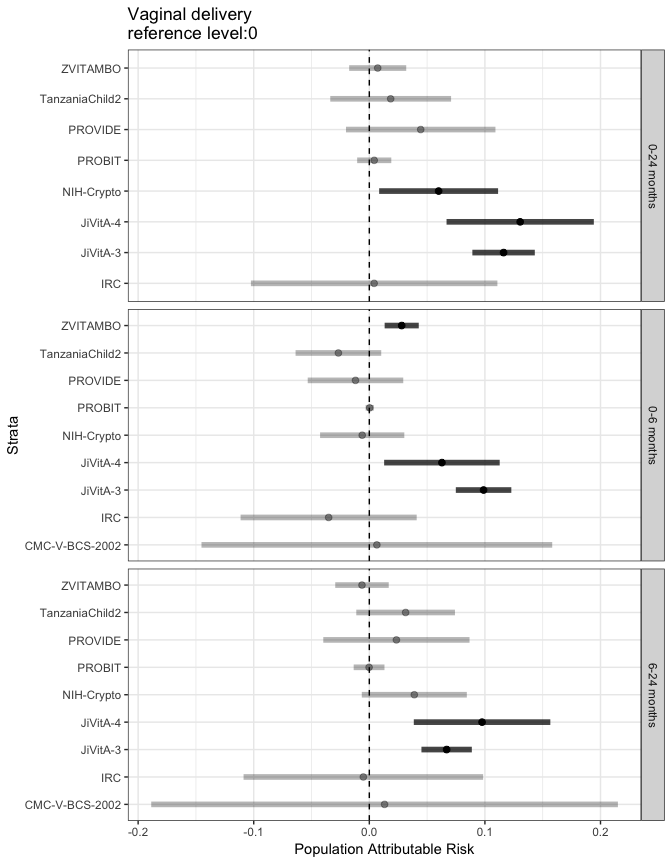 Vaginal delivery
reference level:0
ZVITAMBO
TanzaniaChild2
PROVIDE
PROBIT
NIH-Crypto
JiVitA-4
JiVitA-3
IRC
0-24 months
ZVITAMBO
TanzaniaChild2
PROVIDE
PROBIT
NIH-Crypto
JiVitA-4
JiVitA-3
IRC
CMC-V-BCS-2002
0-6 months
ZVITAMBO
TanzaniaChild2
PROVIDE
PROBIT
NIH-Crypto
JiVitA-4
JiVitA-3
IRC
CMC-V-BCS-2002
6-24 months
Strata
-0.2 -0.1 0.0 0.1 0.2
Population Attributable Risk